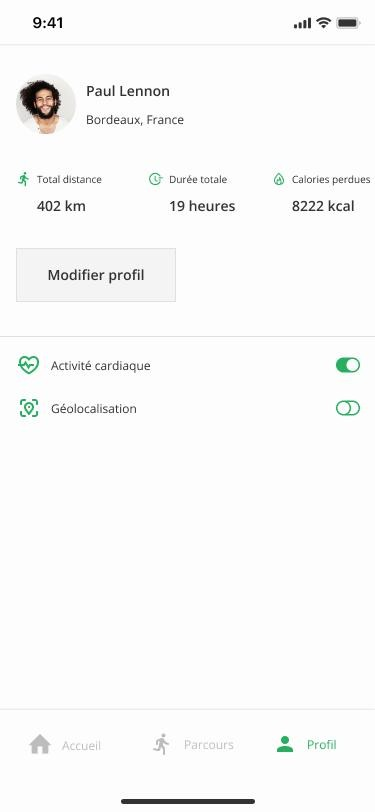 9:41
Paul Lennon
Bordeaux, France
Total distance
Durée totale
Calories perdues
402 km
19 heures
8222 kcal
Modifier profil
Activité cardiaque
Géolocalisation
Accueil
Parcours
Profil